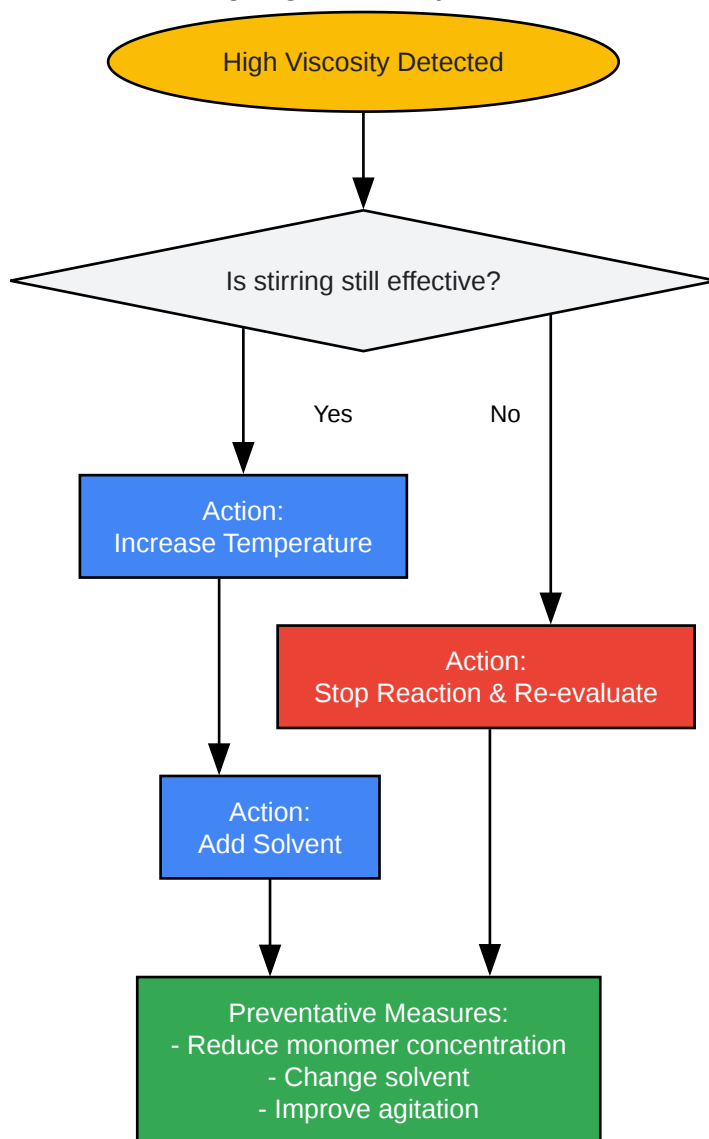 High Viscosity Detected
Is stirring still effective?
Yes
No
Action:
Increase Temperature
Action:
Stop Reaction & Re-evaluate
Action:
Add Solvent
Preventative Measures:
- Reduce monomer concentration
- Change solvent
- Improve agitation